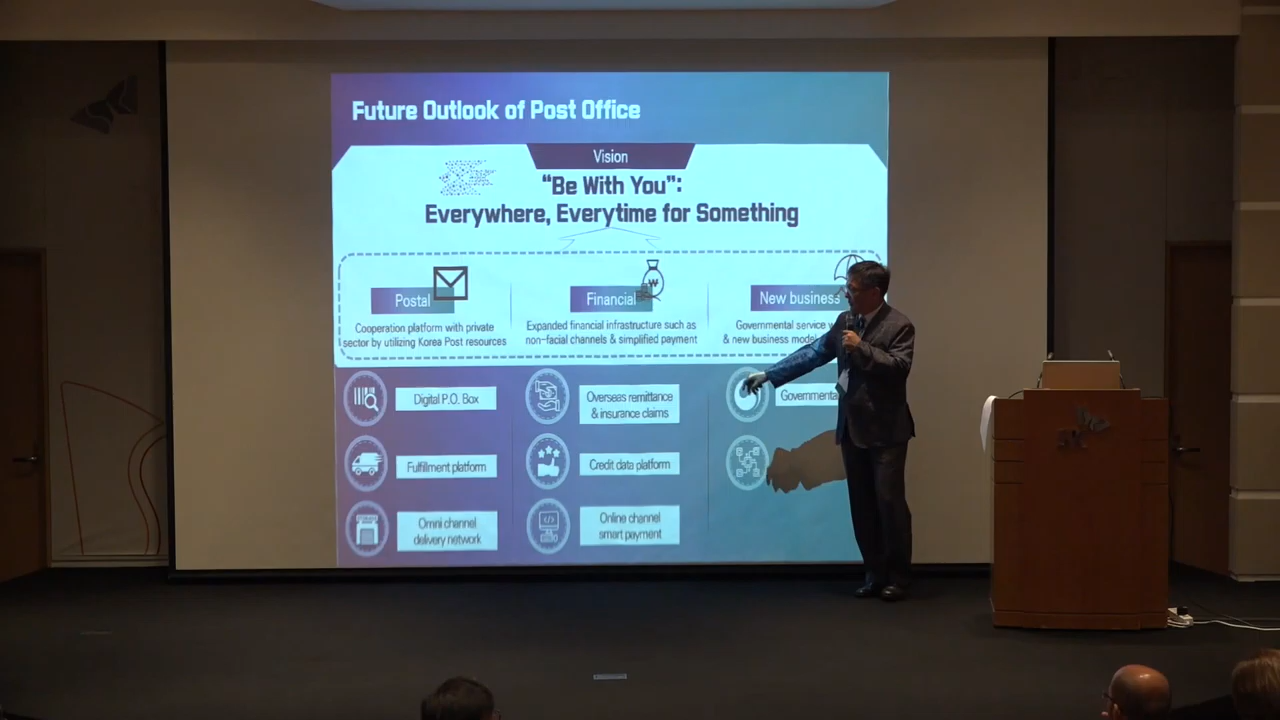 Future Outlook of Post Office
Vision
“Be With You”:
Everywhere, Everytime for Something
Postal
Cooperation platform with private
sector by utilizing Korea Post resources
Financial
Expanded financial infrastructure such as
non-facial channels & simplified payment
New business
Governmental service
& new business model
Digital P.O. Box
Fulfillment platform
Omni channel
delivery network
Overseas remittance
& insurance claims
Credit data platform
Online channel
smart payment
Governmental
SK